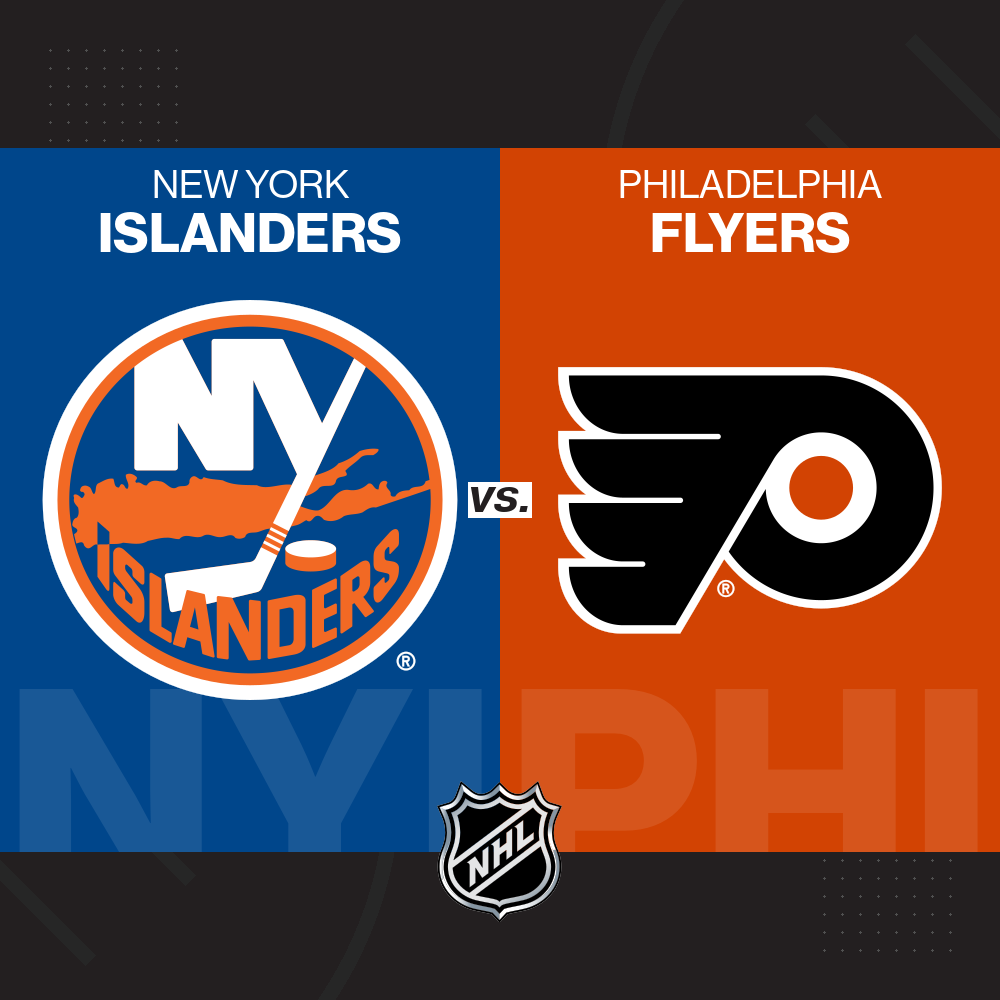 NEW YORK
ISLANDERS
PHILADELPHIA
FLYERS
NY
ISLANDERS
®
VS.
®
NYI
PHI
NHL